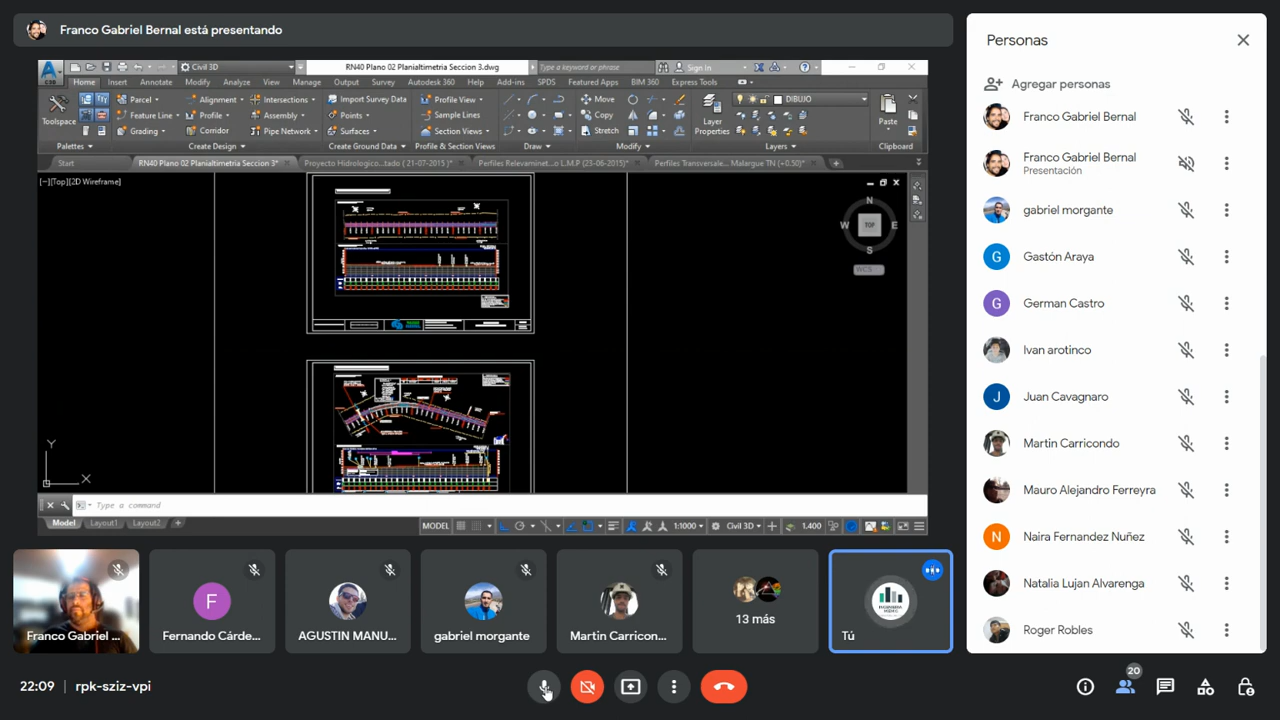 Franco Gabriel Bernal está presentando
Personas
Agregar personas
Franco Gabriel Bernal
Franco Gabriel Bernal
Presentación
gabriel morgante
Gastón Araya
German Castro
Ivan arotinco
Juan Cavagnaro
Martin Carricondo
Mauro Alejandro Ferreyra
Naira Fernandez Nuñez
Natalia Lujan Alvarenga
Roger Robles
Civil 3D
RN40 Plano 02 Planialtimetria Seccion 3.dwg
Type a keyword or phrase
Sign In
Home Insert Annotate Modify Analyze View Manage Output Survey Autodesk 360 Help Add-ins SPDS Featured Apps BIM 360 Express Tools
Toolspace
Parcel
Feature Line
Grading
Alignment
Profile
Corridor
Intersections
Assembly
Pipe Network
Import Survey Data
Points
Surfaces
Profile View
Sample Lines
Section Views
Move
Copy
Stretch
Layer
Properties
DIBUJO
Paste
Palettes Create Design Create Ground Data Profile & Section Views Draw Modify Layers Clipboard
Start RN40 Plano 02 Planialtimetria Seccion 3* Proyecto Hidrologico...tado ( 21-07-2015 )* Perfiles Relevaminet...o L.M.P (23-06-2015)* Perfiles Transversale... Malargue TN (+0,50)*
[−][Top][2D Wireframe]
N
W TOP E
S
WCS
Y
X
Type a command
Model Layout1 Layout2
MODEL 1:1000 Civil 3D 1.400
Franco Gabriel ...
F
Fernando Cárde...
AGUSTIN MANU...
gabriel morgante
Martin Carricon...
13 más
Tú
22:09 | rpk-sziz-vpi
20